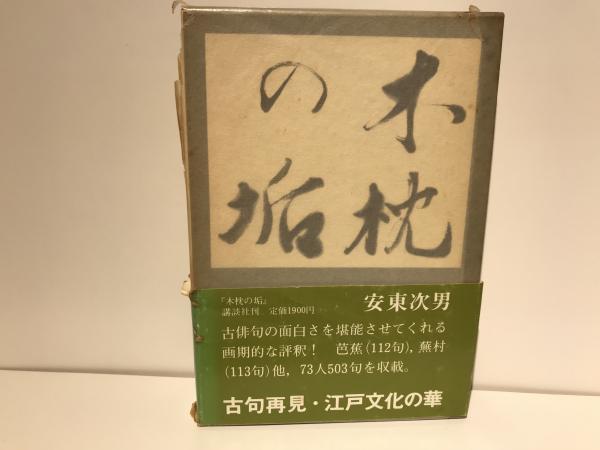 木枕
の垢
『木枕の垢』
講談社刊 定価1900円
安東次男
古俳句の面白さを堪能させてくれる
画期的な評釈! 芭蕉(112句),蕪村
(113句)他,73人503句を収載。
古句再見・江戸文化の華